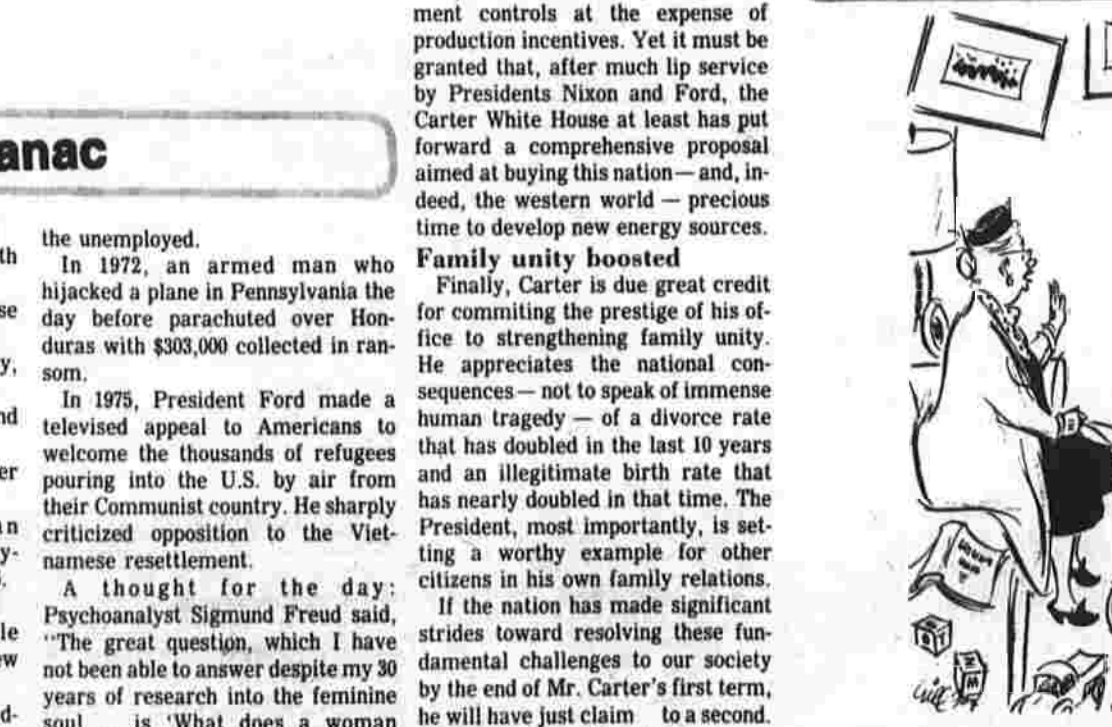 anac
th
se
y,
nd
er
n
y-
le
ew
d-
the unemployed.
In 1972, an armed man who
hijacked a plane in Pennsylvania the
day before parachuted over Hon-
duras with $303,000 collected in ran-
som.
In 1975, President Ford made a
televised appeal to Americans to
welcome the thousands of refugees
pouring into the U.S. by air from
their Communist country. He sharply
criticized opposition to the Viet-
namese resettlement.
A thought for the day:
Psychoanalyst Sigmund Freud said,
"The great question, which I have
not been able to answer despite my 30
years of research into the feminine
soul is 'What does a woman
ment controls at the expense of
production incentives. Yet it must be
granted that, after much lip service
by Presidents Nixon and Ford, the
Carter White House at least has put
forward a comprehensive proposal
aimed at buying this nation — and, in-
deed, the western world — precious
time to develop new energy sources.
Family unity boosted
Finally, Carter is due great credit
for commiting the prestige of his of-
fice to strengthening family unity.
He appreciates the national con-
sequences — not to speak of immense
human tragedy — of a divorce rate
that has doubled in the last 10 years
and an illegitimate birth rate that
has nearly doubled in that time. The
President, most importantly, is set-
ting a worthy example for other
citizens in his own family relations.
If the nation has made significant
strides toward resolving these fun-
damental challenges to our society
by the end of Mr. Carter's first term,
he will have just claim to a second.